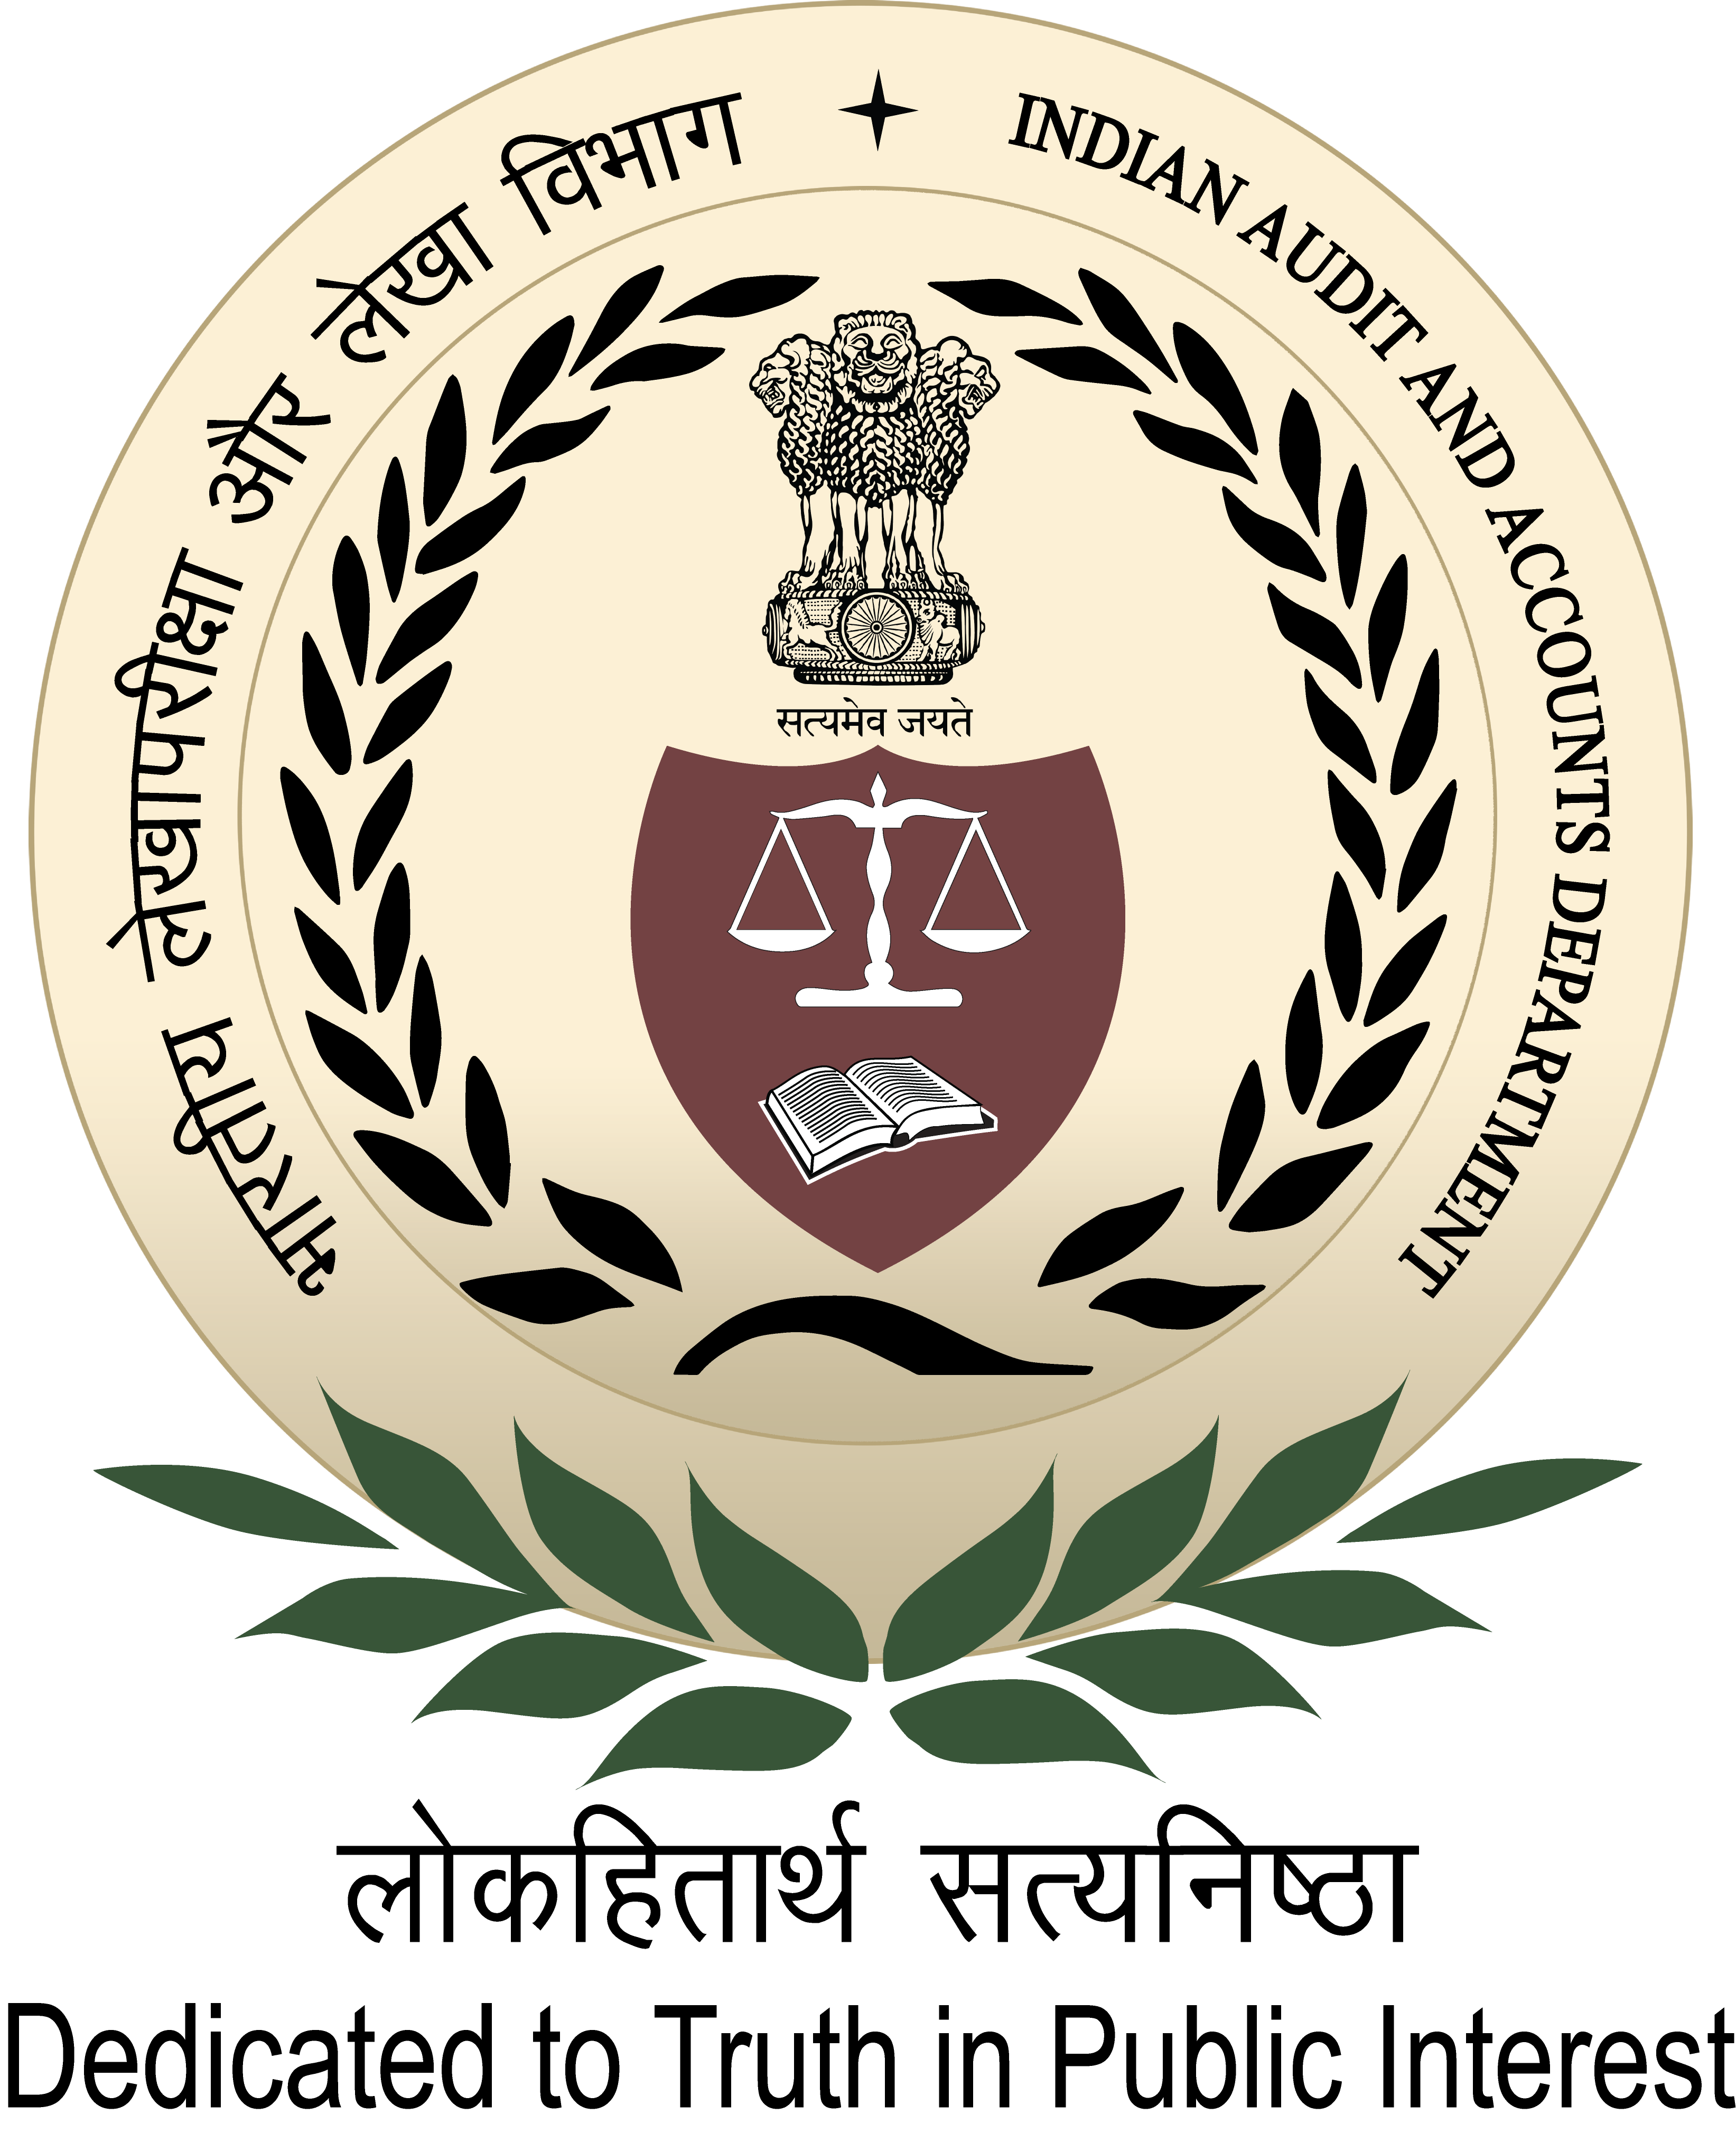 भारतीय लेखापरीक्षा और लेखा विभाग
INDIAN AUDIT AND ACCOUNTS DEPARTMENT
सत्यमेव जयते
लोकहितार्थ सत्यनिष्ठा
Dedicated to Truth in Public Interest